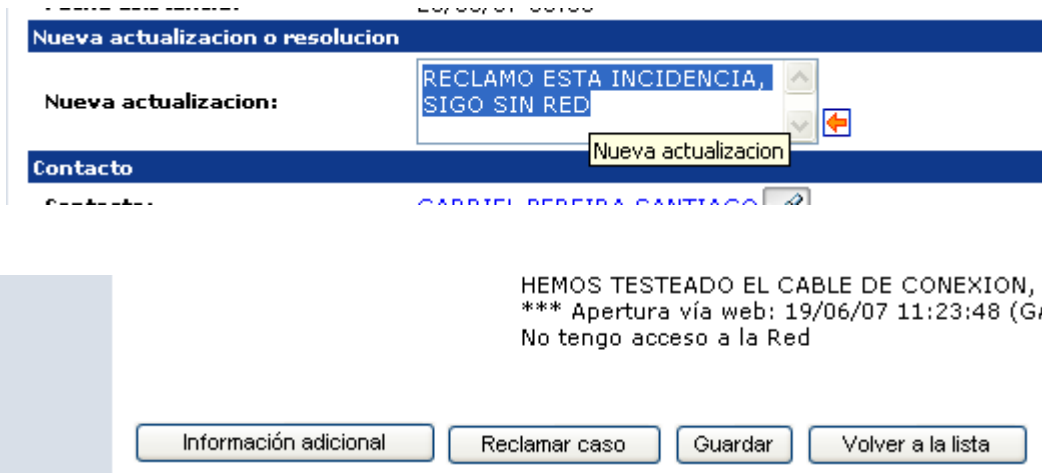 Nueva actualizacion o resolucion
Nueva actualizacion:
RECLAMO ESTA INCIDENCIA,
SIGO SIN RED
Nueva actualizacion
Contacto
HEMOS TESTEADO EL CABLE DE CONEXION,
*** Apertura vía web: 19/06/07 11:23:48 (GA
No tengo acceso a la Red
Información adicional
Reclamar caso
Guardar
Volver a la lista